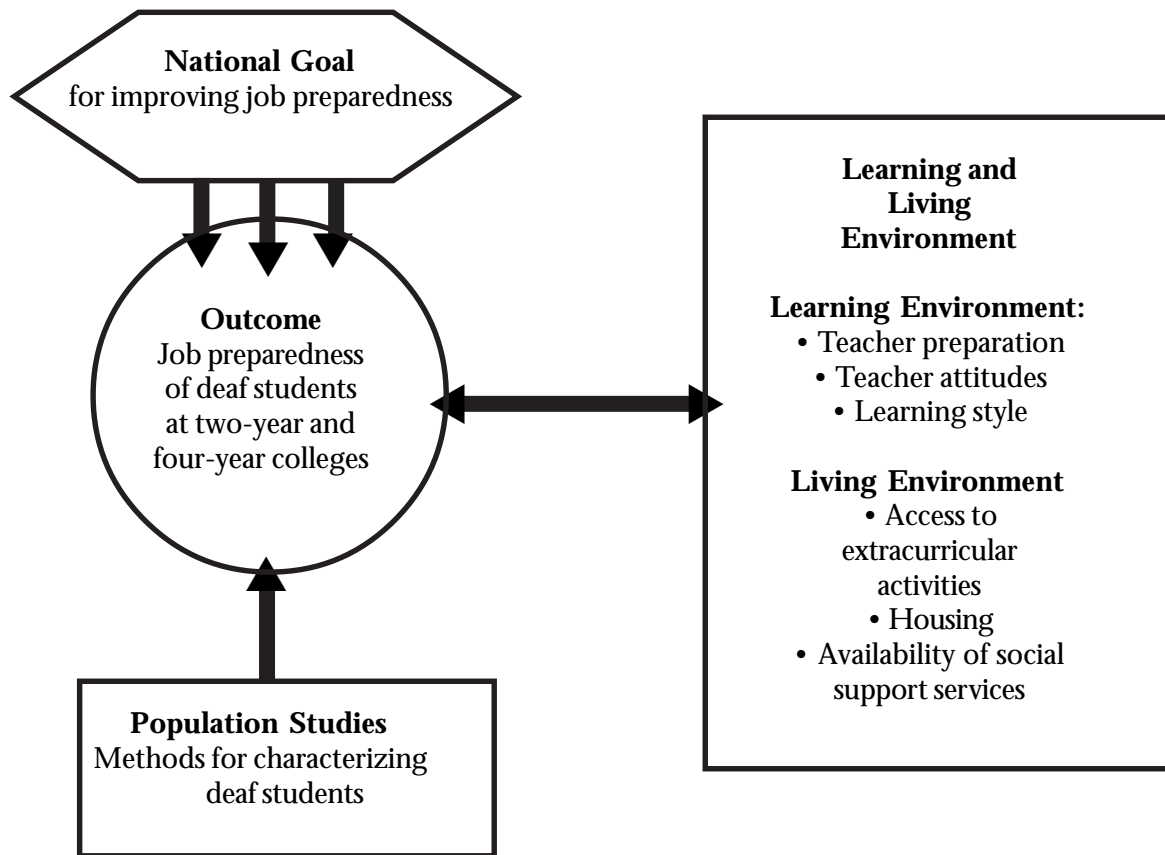 National Goal
for improving job preparedness
Outcome
Job preparedness
of deaf students
at two-year and
four-year colleges
Population Studies
Methods for characterizing
deaf students
Learning and
Living
Environment
Learning Environment:
• Teacher preparation
• Teacher attitudes
• Learning style
Living Environment
• Access to
extracurricular
activities
• Housing
• Availability of social
support services